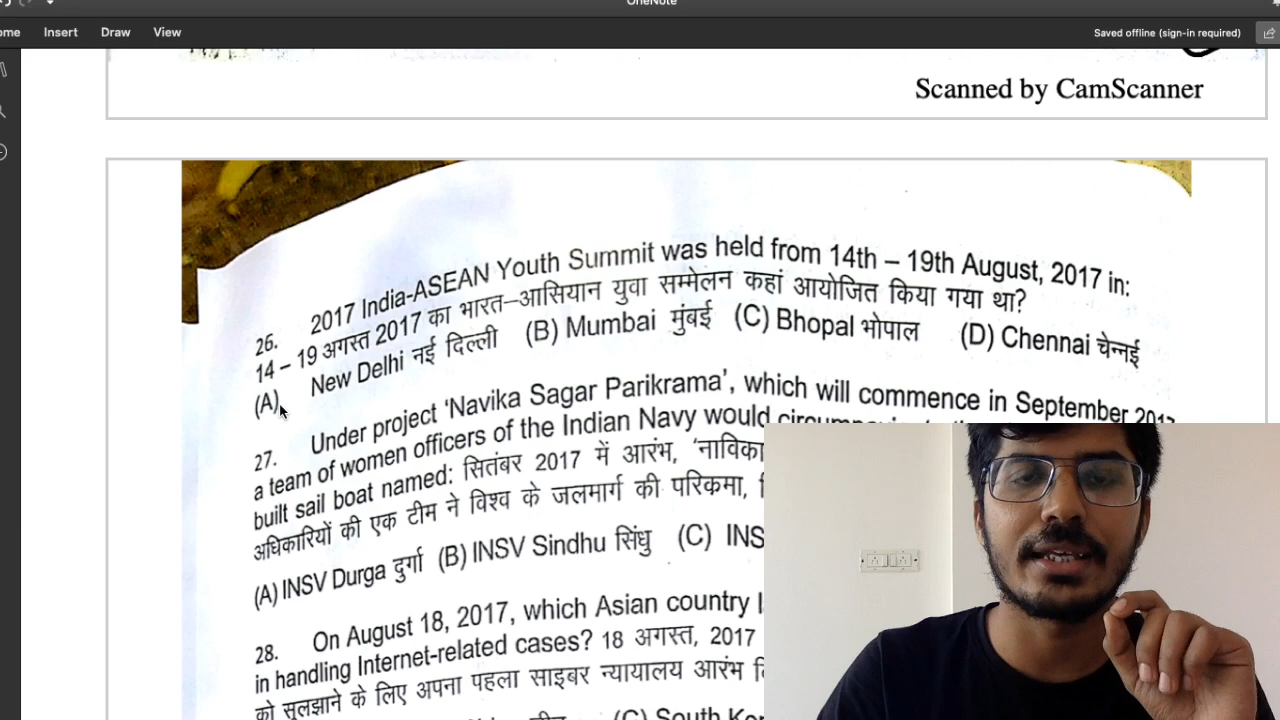 OneNote
ome Insert Draw View
Saved offline (sign-in required)
Scanned by CamScanner
26. 2017 India-ASEAN Youth Summit was held from 14th – 19th August, 2017 in:
14 – 19 अगस्त 2017 का भारत–आसियान युवा सम्मेलन कहां आयोजित किया गया था?
(A) New Delhi नई दिल्ली (B) Mumbai मुंबई (C) Bhopal भोपाल (D) Chennai चेन्नई
27. Under project 'Navika Sagar Parikrama', which will commence in September 2017
a team of women officers of the Indian Navy would
built sail boat named: सितंबर 2017 में आरंभ, 'नाविका
अधिकारियों की एक टीम ने विश्व के जलमार्ग की परिकमा,
(A) INSV Durga दुर्गा (B) INSV Sindhu सिंधु (C) INS
28. On August 18, 2017, which Asian country
in handling Internet-related cases? 18 अगस्त, 2017
को सुलझाने के लिए अपना पहला साइबर न्यायालय आरंभ
(C) South Kor